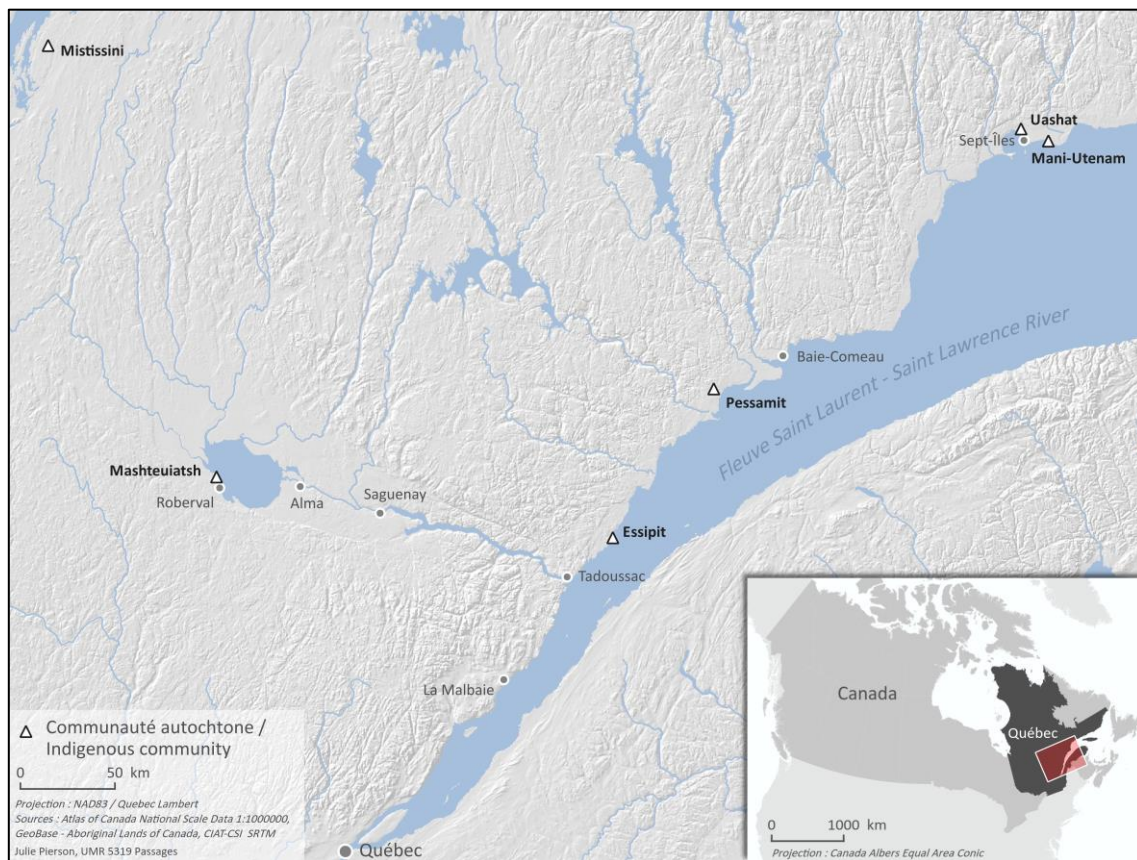 Mistissini
Uashat
Sept-Îles
Mani-Utenam
Fleuve Saint Laurent - Saint Lawrence River
Baie-Comeau
Pessamit
Mashteuiatsh
Roberval
Alma
Saguenay
Essipit
Tadoussac
La Malbaie
Québec
Communauté autochtone /
Indigenous community
0 50 km
Projection : NAD83 / Quebec Lambert
Sources : Atlas of Canada National Scale Data 1:1000000,
GeoBase - Aboriginal Lands of Canada, CIAT-CSI SRTM
Julie Pierson, UMR 5319 Passages
Canada
Québec
0 1000 km
Projection : Canada Albers Equal Area Conic